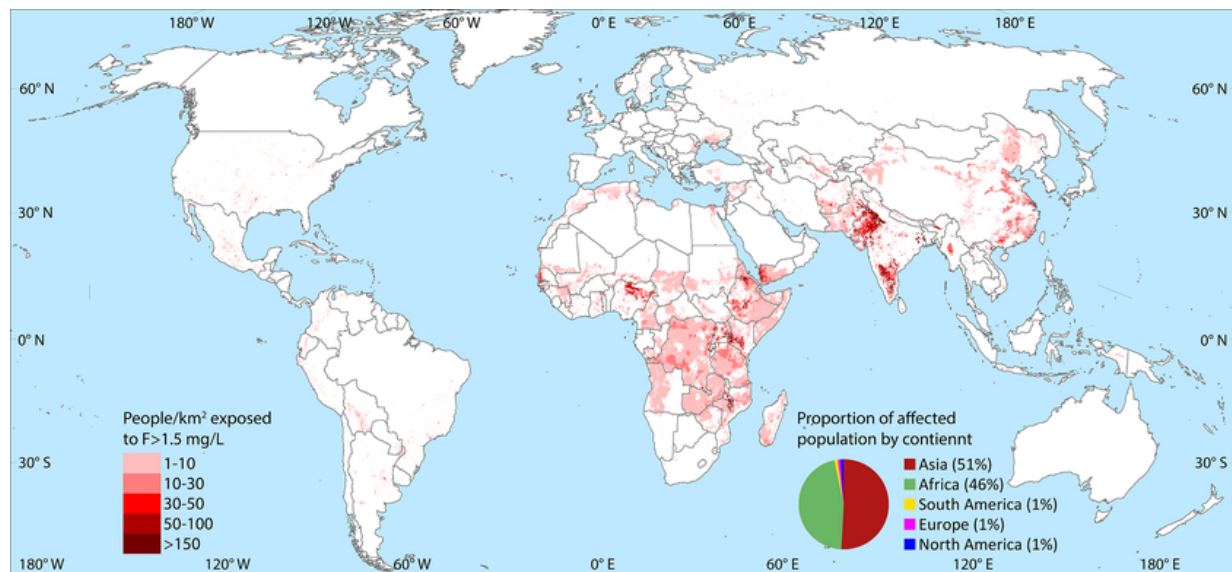 180° W 120° W 60° W 0° E 60° E 120° E 180° E
60° N 60° N
30° N 30° N
0° N 0° N
30° S 30° S
People/km² exposed
to F>1.5 mg/L
1-10
10-30
30-50
50-100
>150
Proportion of affected
population by contiennt
Asia (51%)
Africa (46%)
South America (1%)
Europe (1%)
North America (1%)
180° W 120° W 60° W 0° E 60° E 120° E 180° E